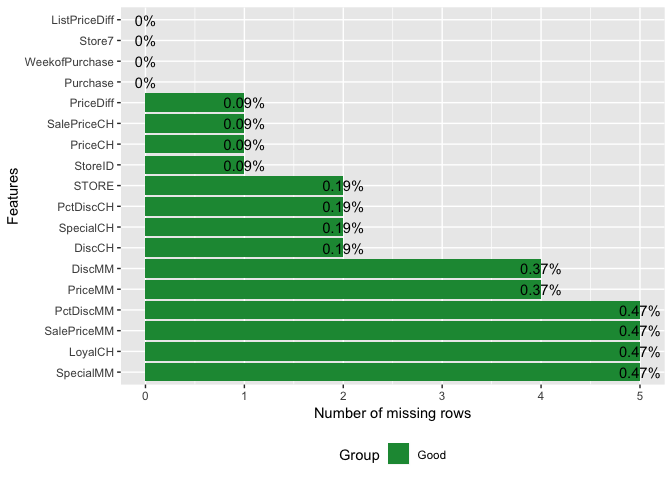 ListPriceDiff 0%
Store7 0%
WeekofPurchase 0%
Purchase 0%
PriceDiff 0.09%
SalePriceCH 0.09%
PriceCH 0.09%
StoreID 0.09%
STORE 0.19%
PctDiscCH 0.19%
SpecialCH 0.19%
DiscCH 0.19%
DiscMM 0.37%
PriceMM 0.37%
PctDiscMM 0.47%
SalePriceMM 0.47%
LoyalCH 0.47%
SpecialMM 0.47%
Features
0 1 2 3 4 5
Number of missing rows
Group Good